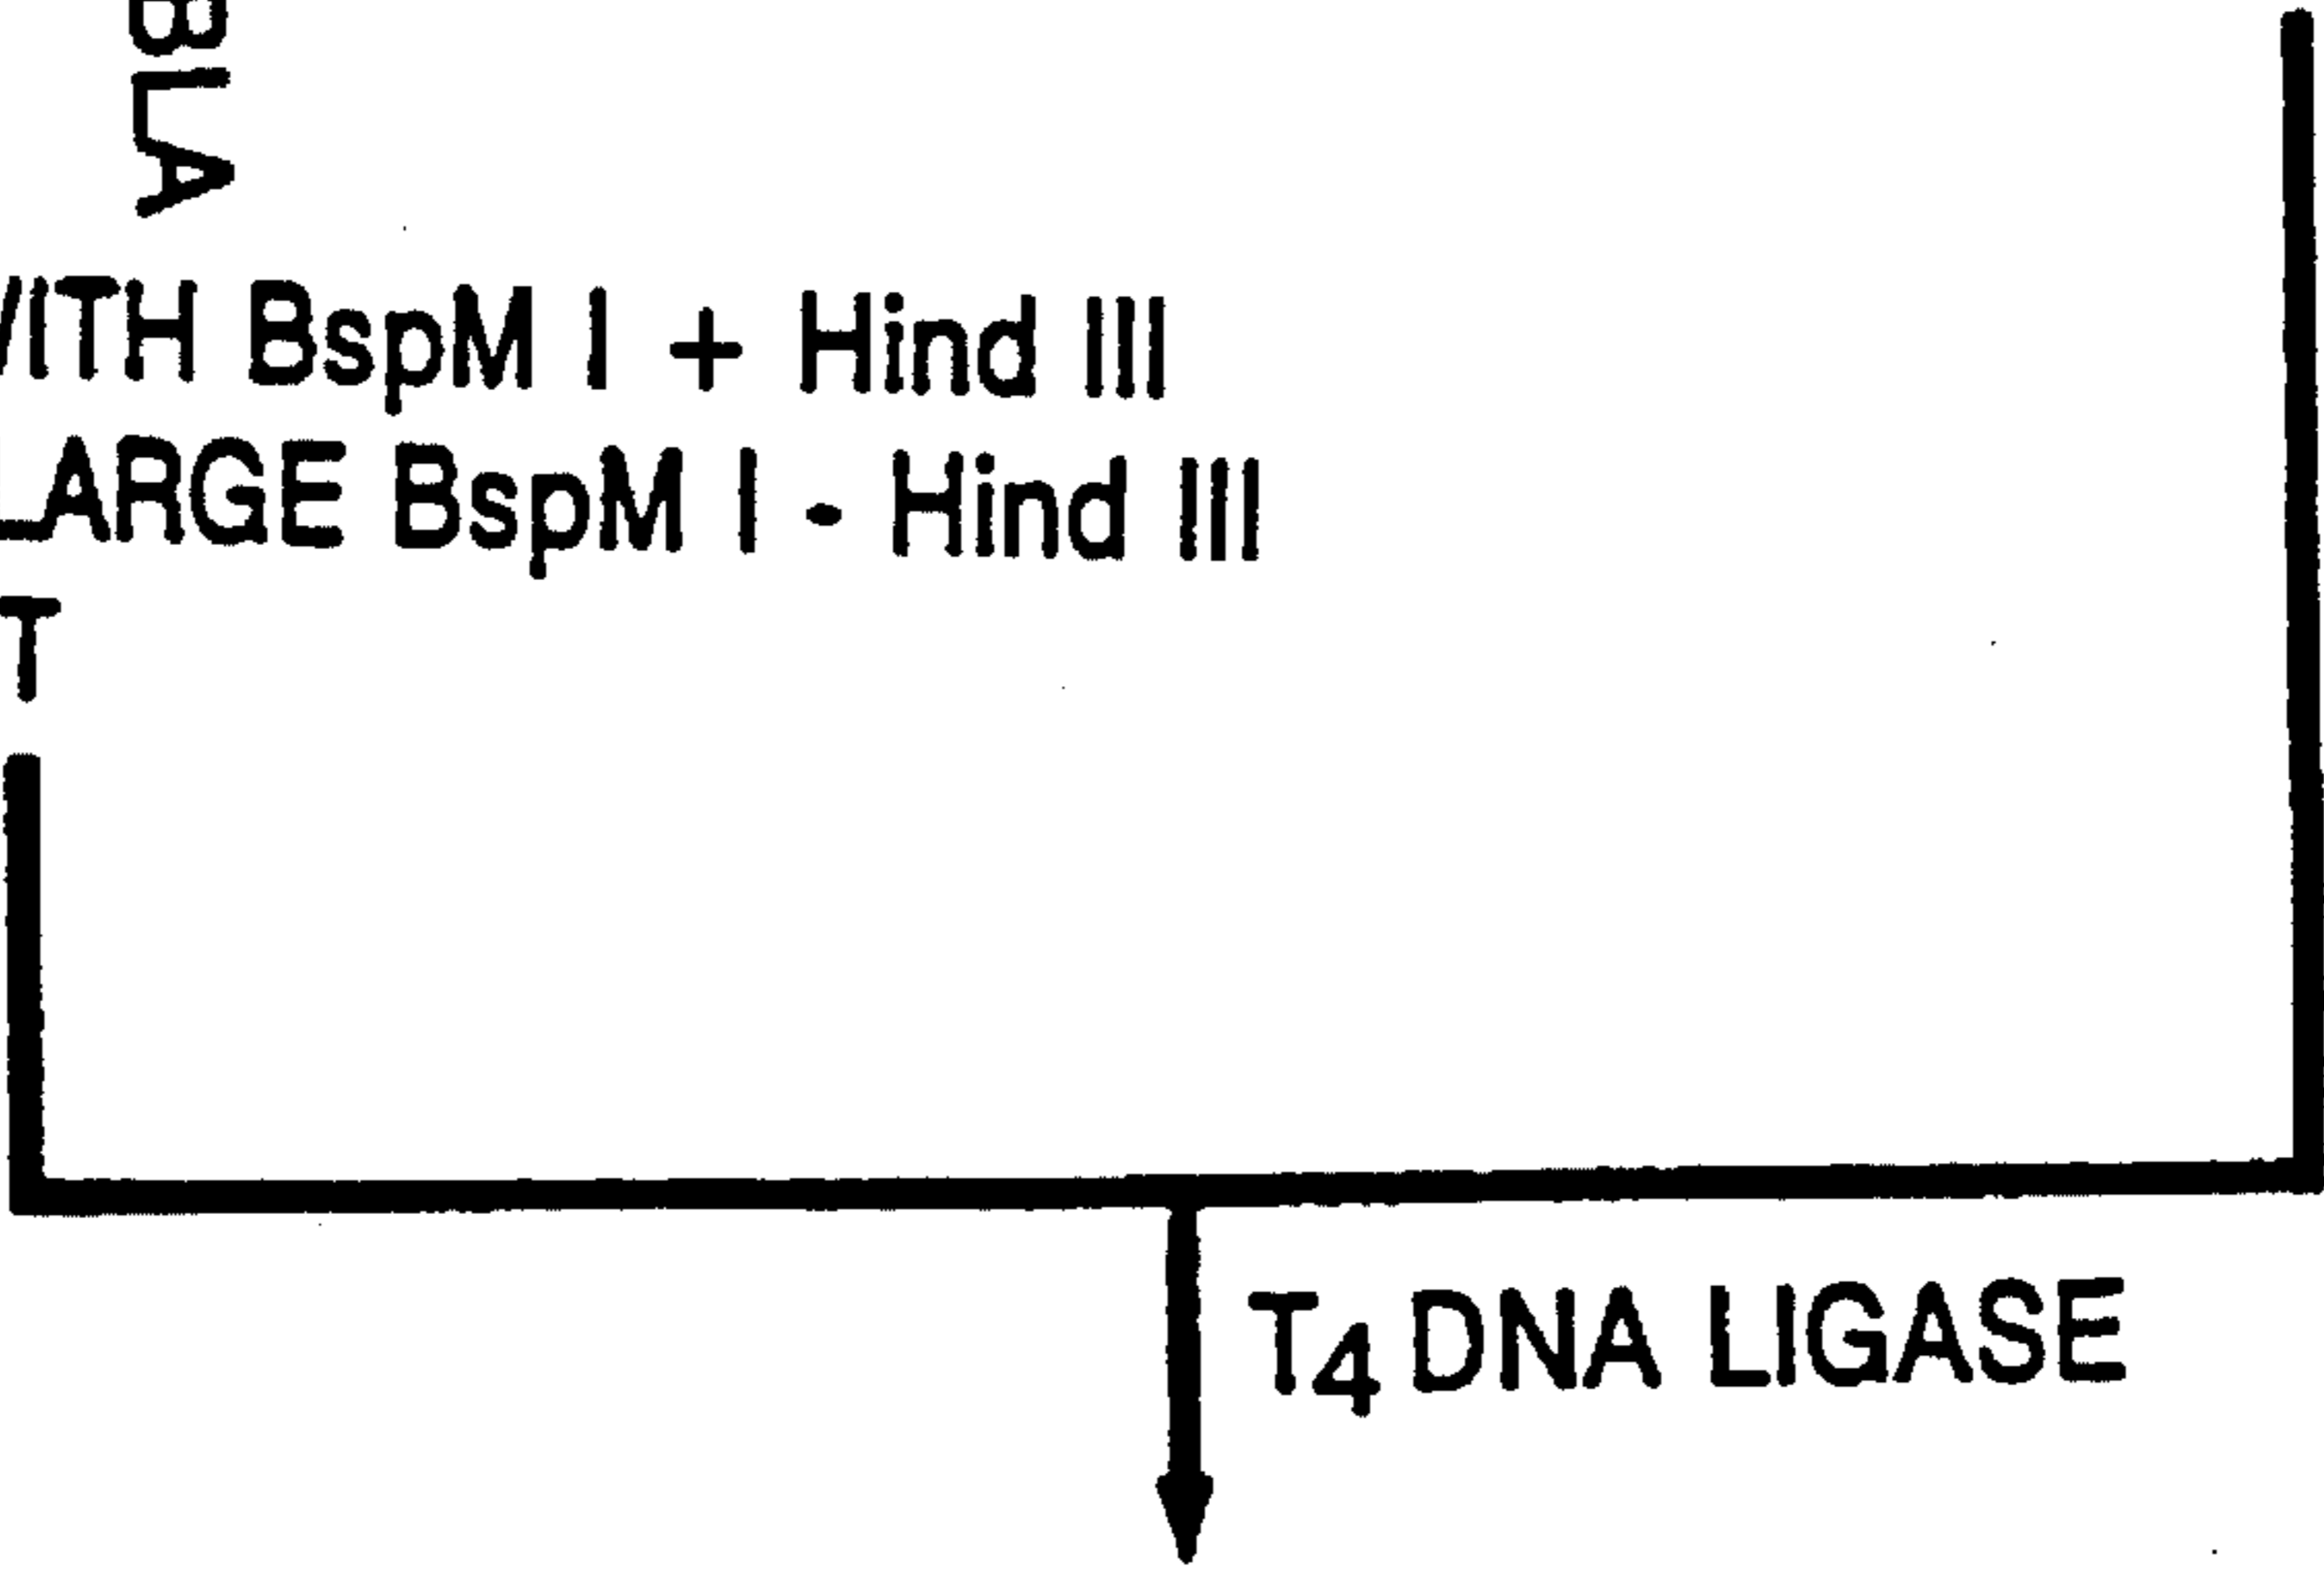 BLA
ITH BspM I + Hind III
LARGE BspM I - Hind III
T
T4 DNA LIGASE